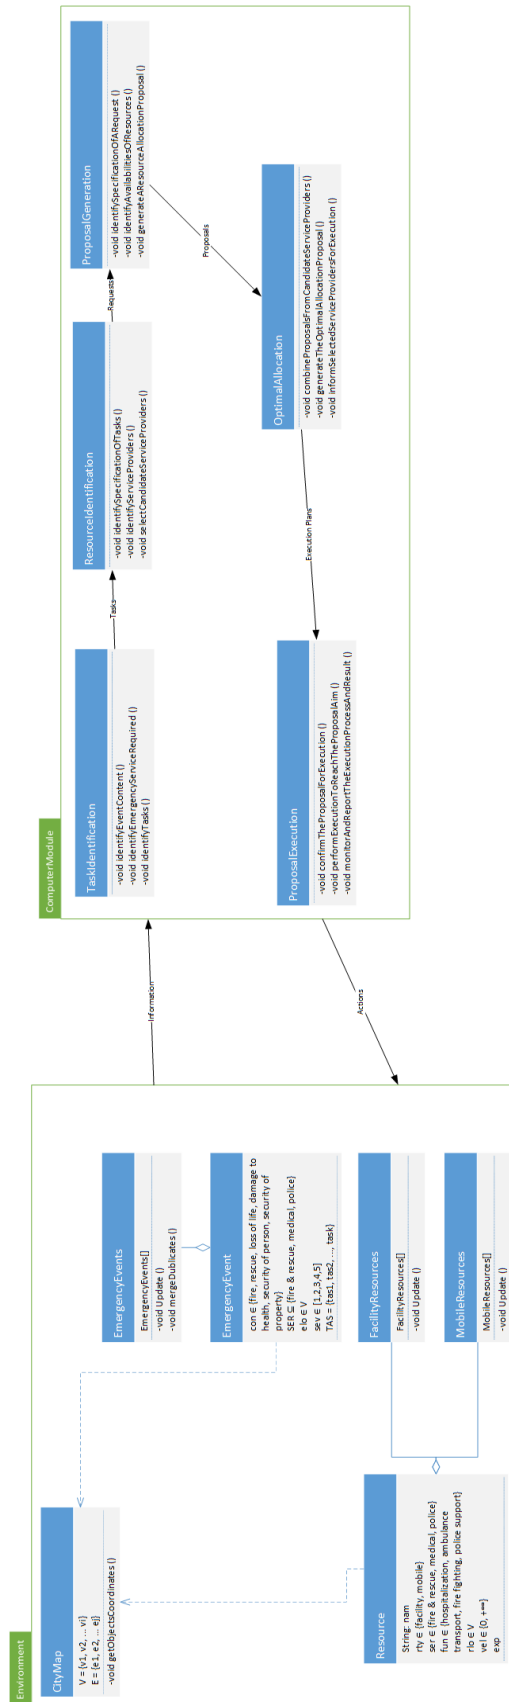 Environment
CityMap
V = {v1, v2, ... vi}
E = {e1, e2, ... ej}
-void getObjectsCoordinates ()
Resource
String: nam
rty ∈ {facility, mobile}
ser ∈ {fire & rescue, medical, police}
fun ∈ {hospitalization, ambulance
transport, fire fighting, police support}
rlo ∈ V
vel ∈ {0, +∞}
exp
EmergencyEvents
EmergencyEvents[]
-void Update ()
-void mergeDublicates ()
EmergencyEvent
con ∈ {fire, rescue, loss of life, damage to
health, security of person, security of
property}
SER ⊆ {fire & rescue, medical, police}
elo ∈ V
sev ∈ [1,2,3,4,5]
TAS = {tas1, tas2, ..., task}
FacilityResources
FacilityResources[]
-void Update ()
MobileResources
MobileResources[]
-void Update ()
Information
Actions
ComputerModule
TaskIdentification
-void identifyEventContent ()
-void identifyEmergencyServiceRequired ()
-void identifyTasks ()
Tasks
ResourceIdentification
-void identifySpecificationOfTasks ()
-void identifyServiceProviders ()
-void selectCandidateServiceProviders ()
Requests
ProposalGeneration
-void identifySpecificationOfARequest ()
-void identifyAvailabilitiesOfResources ()
-void generateAResourceAllocationProposal ()
Proposals
OptimalAllocation
-void combineProposalsFromCandidateServiceProviders ()
-void generateTheOptimalAllocationProposal ()
-void informSelectedServiceProvidersForExecution ()
Execution Plans
ProposalExecution
-void confirmTheProposalForExecution ()
-void performExecutionToReachTheProposalAim ()
-void monitorAndReportTheExecutionProcessAndResult ()